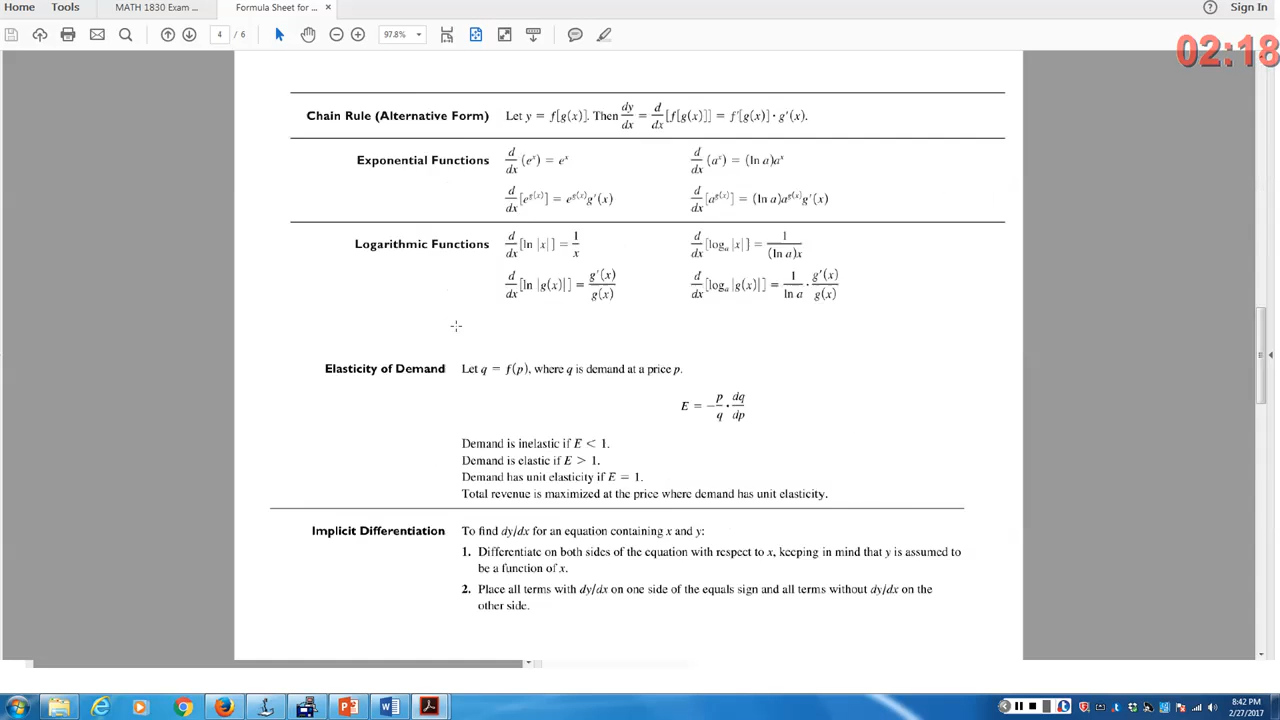 Home Tools MATH 1830 Exam ... Formula Sheet for ... × Sign In
4 / 6 97.8%
02:18
Chain Rule (Alternative Form) Let y = f[g(x)]. Then dy/dx = d/dx [f[g(x)]] = f'[g(x)] · g'(x).
Exponential Functions d/dx (e^x) = e^x d/dx (a^x) = (ln a)a^x
d/dx [e^g(x)] = e^g(x) g'(x) d/dx [a^g(x)] = (ln a)a^g(x) g'(x)
Logarithmic Functions d/dx [ln |x|] = 1/x d/dx [log_a |x|] = 1/(ln a)x
d/dx [ln |g(x)|] = g'(x)/g(x) d/dx [log_a |g(x)|] = 1/ln a · g'(x)/g(x)
Elasticity of Demand Let q = f(p), where q is demand at a price p.
E = −p/q · dq/dp
Demand is inelastic if E < 1.
Demand is elastic if E > 1.
Demand has unit elasticity if E = 1.
Total revenue is maximized at the price where demand has unit elasticity.
Implicit Differentiation To find dy/dx for an equation containing x and y:
1. Differentiate on both sides of the equation with respect to x, keeping in mind that y is assumed to
be a function of x.
2. Place all terms with dy/dx on one side of the equals sign and all terms without dy/dx on the
other side.
8:42 PM
2/27/2017